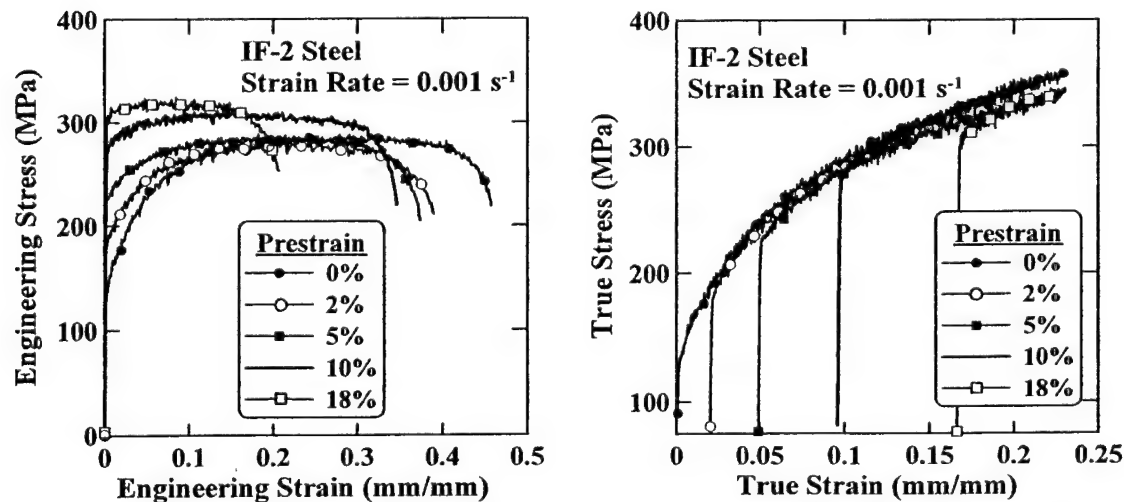 400
300
200
100
0
Engineering Stress (MPa)
IF-2 Steel
Strain Rate = 0.001 s⁻¹
Prestrain
0%
2%
5%
10%
18%
0 0.1 0.2 0.3 0.4 0.5
Engineering Strain (mm/mm)
400
300
200
100
True Stress (MPa)
IF-2 Steel
Strain Rate = 0.001 s⁻¹
Prestrain
0%
2%
5%
10%
18%
0 0.05 0.1 0.15 0.2 0.25
True Strain (mm/mm)